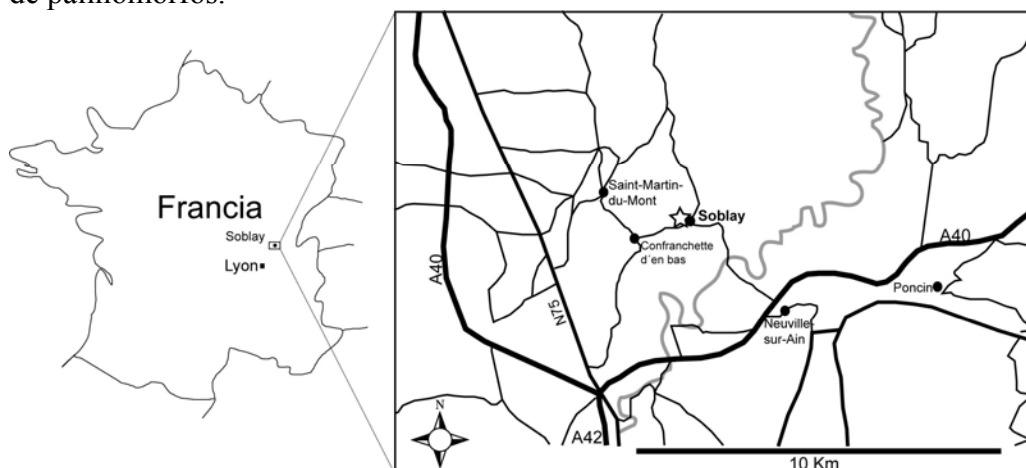 de palinomorfos.
Francia
Soblay
Lyon
Saint-Martin-
du-Mont
Soblay
Confranchette
d´en bas
A40
A40
N75
Poncin
Neuville-
sur-Ain
N
A42
10 Km